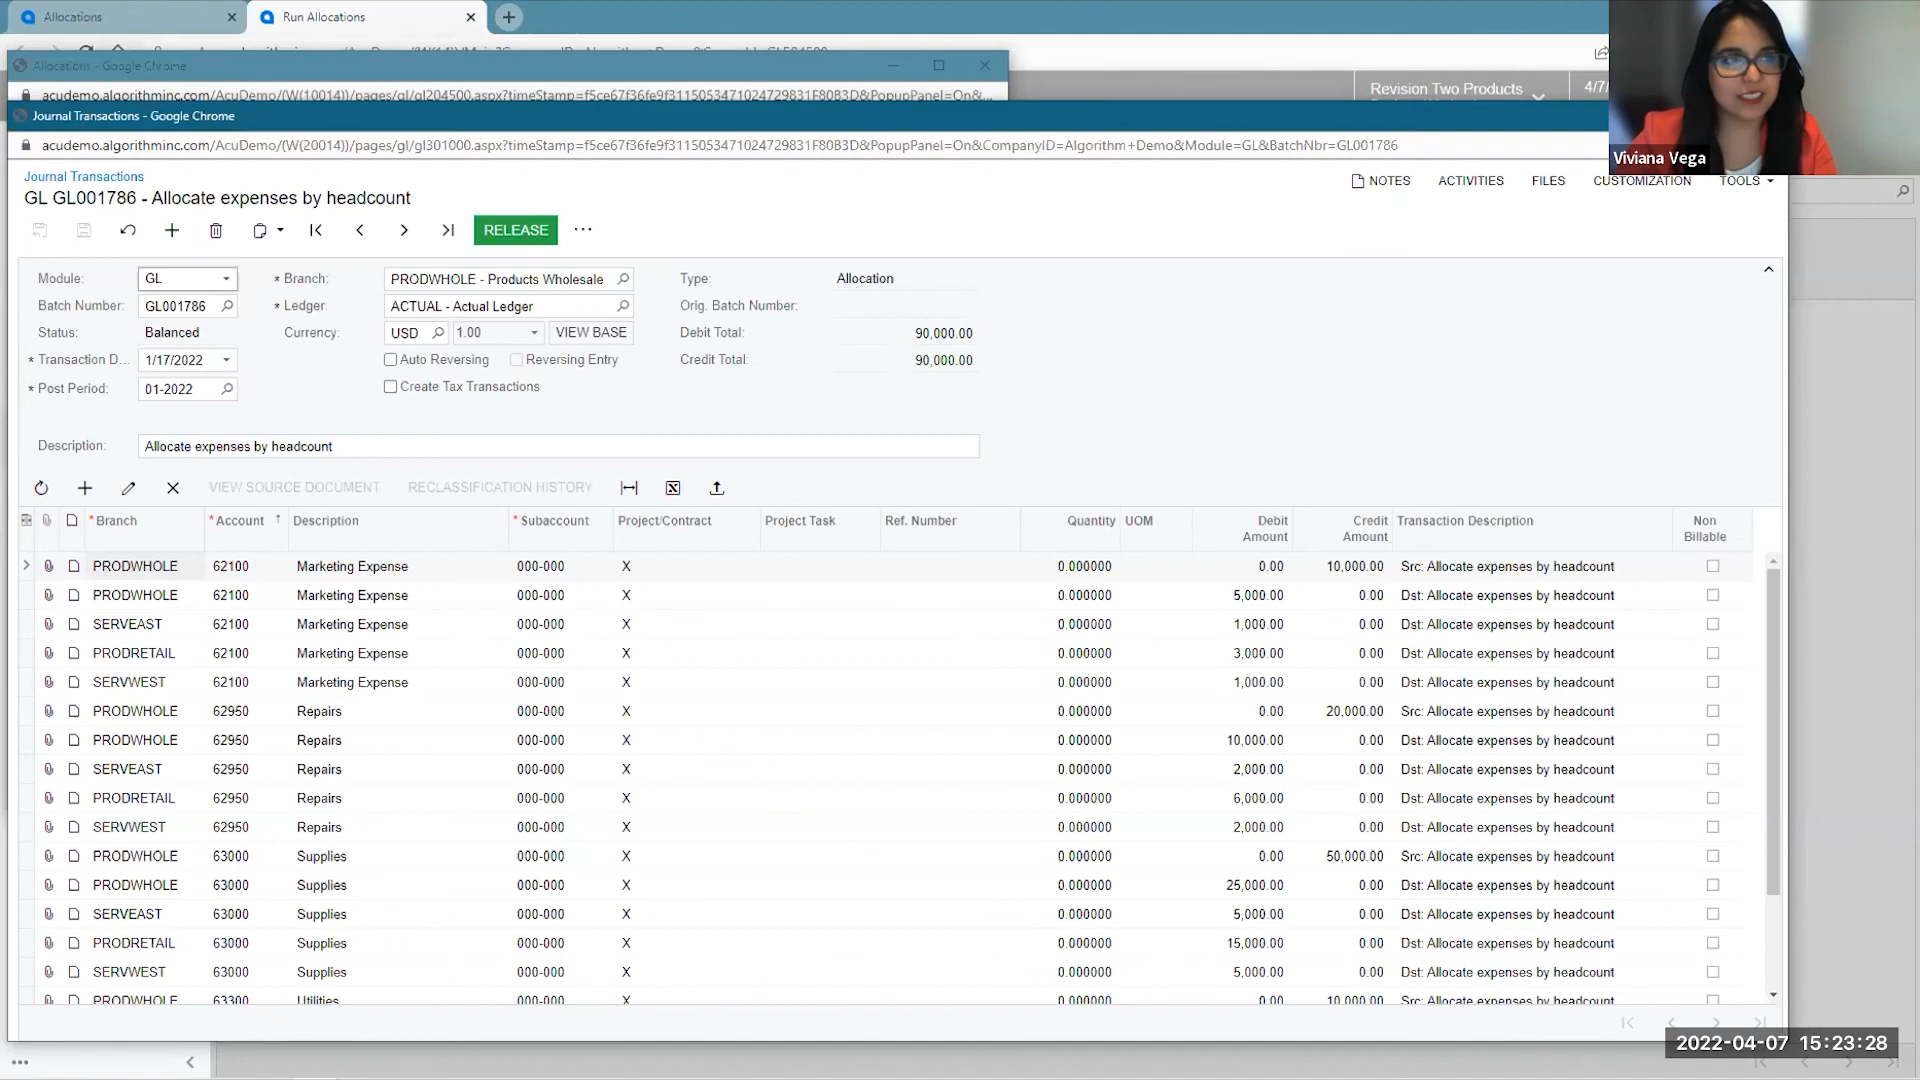 Allocations
Run Allocations
Allocations - Google Chrome
acudemo.algorithminc.com/AcuDemo/(W(10014))/pages/gl/gl204500.aspx?timeStamp=f5ce67f36fe9f3115053471024729831F80B3D&PopupPanel=On&...
Revision Two Products
4/7/
Journal Transactions - Google Chrome
acudemo.algorithminc.com/AcuDemo/(W(20014))/pages/gl/gl301000.aspx?timeStamp=f5ce67f36fe9f3115053471024729831F80B3D&PopupPanel=On&CompanyID=Algorithm+Demo&Module=GL&BatchNbr=GL001786
Viviana Vega
Journal Transactions
GL GL001786 - Allocate expenses by headcount
NOTES ACTIVITIES FILES CUSTOMIZATION TOOLS
RELEASE ...
Module: GL * Branch: PRODWHOLE - Products Wholesale Type: Allocation
Batch Number: GL001786 * Ledger: ACTUAL - Actual Ledger Orig. Batch Number:
Status: Balanced Currency: USD 1.00 VIEW BASE Debit Total: 90,000.00
* Transaction D... 1/17/2022 Auto Reversing Reversing Entry Credit Total: 90,000.00
* Post Period: 01-2022 Create Tax Transactions
Description: Allocate expenses by headcount
VIEW SOURCE DOCUMENT RECLASSIFICATION HISTORY
* Branch * Account Description * Subaccount Project/Contract Project Task Ref. Number Quantity UOM Debit Amount Credit Amount Transaction Description Non Billable
PRODWHOLE 62100 Marketing Expense 000-000 X 0.000000 0.00 10,000.00 Src: Allocate expenses by headcount
PRODWHOLE 62100 Marketing Expense 000-000 X 0.000000 5,000.00 0.00 Dst: Allocate expenses by headcount
SERVEAST 62100 Marketing Expense 000-000 X 0.000000 1,000.00 0.00 Dst: Allocate expenses by headcount
PRODRETAIL 62100 Marketing Expense 000-000 X 0.000000 3,000.00 0.00 Dst: Allocate expenses by headcount
SERVWEST 62100 Marketing Expense 000-000 X 0.000000 1,000.00 0.00 Dst: Allocate expenses by headcount
PRODWHOLE 62950 Repairs 000-000 X 0.000000 0.00 20,000.00 Src: Allocate expenses by headcount
PRODWHOLE 62950 Repairs 000-000 X 0.000000 10,000.00 0.00 Dst: Allocate expenses by headcount
SERVEAST 62950 Repairs 000-000 X 0.000000 2,000.00 0.00 Dst: Allocate expenses by headcount
PRODRETAIL 62950 Repairs 000-000 X 0.000000 6,000.00 0.00 Dst: Allocate expenses by headcount
SERVWEST 62950 Repairs 000-000 X 0.000000 2,000.00 0.00 Dst: Allocate expenses by headcount
PRODWHOLE 63000 Supplies 000-000 X 0.000000 0.00 50,000.00 Src: Allocate expenses by headcount
PRODWHOLE 63000 Supplies 000-000 X 0.000000 25,000.00 0.00 Dst: Allocate expenses by headcount
SERVEAST 63000 Supplies 000-000 X 0.000000 5,000.00 0.00 Dst: Allocate expenses by headcount
PRODRETAIL 63000 Supplies 000-000 X 0.000000 15,000.00 0.00 Dst: Allocate expenses by headcount
SERVWEST 63000 Supplies 000-000 X 0.000000 5,000.00 0.00 Dst: Allocate expenses by headcount
PRODWHOLE 63300 Utilities 000-000 X 0.000000 0.00 10,000.00 Src: Allocate expenses by headcount
2022-04-07 15:23:28